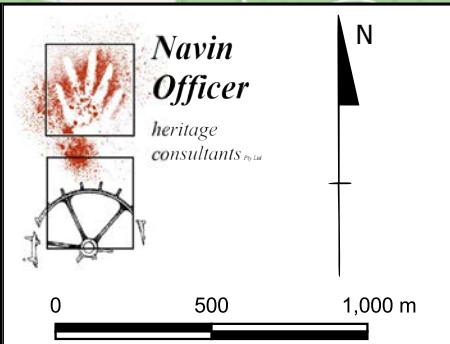 Navin
Officer
heritage
consultants Pty Ltd
N
0 500 1,000 m